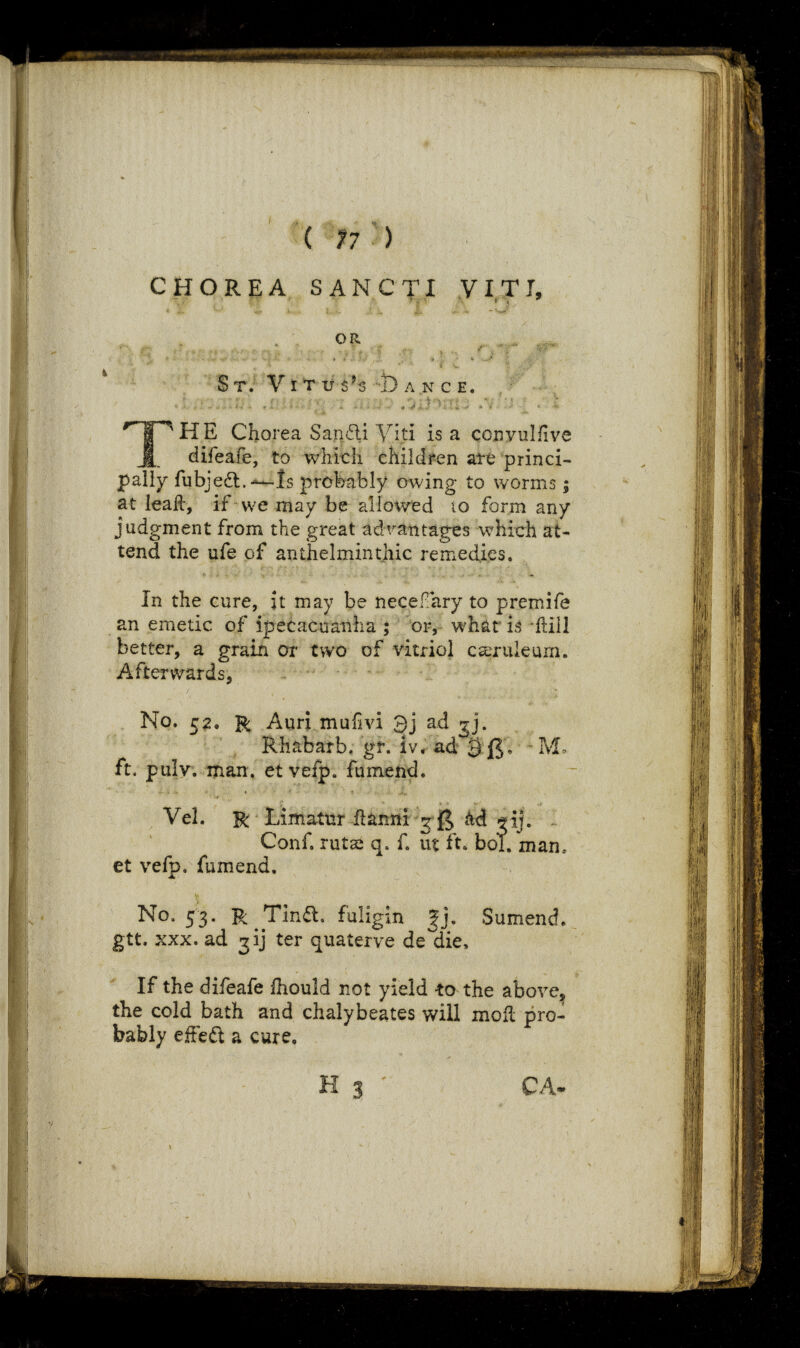 ( 77 )
CHOREA SANCTI VITI,
OR
ST. VITUS's DANCE.
THE Chorea Sancti Viti is a convulſive
diſeaſe, to which children are princi-
pally ſubject.—Is probably owing to worms;
at leaſt, if we may be allowed to form any
judgment from the great advantages which at-
tend the uſe of anthelminthic remedies.
In the cure, it may be neceſſary to premiſe
an emetic of ipecacuanha; or, what is ſtill
better, a grain or two of vitriol cæruleum.
Afterwards,
No. 52. ℞ Auri muſivi ℈j ad ʒj.
Rhabarb. gr. iv. ad ℈ß. M.
ft. pulv. man. et veſp. ſumend.
Vel. ℞ Limatur ſtanni ʒß ad ʒij.
Conf. rutæ q. ſ. ut ft. bol. man.
et veſp. ſumend.
No. 53. ℞ Tinct. fuligin ℥j. Sumend.
gtt. xxx. ad ʒij ter quaterve de die.
If the diſeaſe ſhould not yield to the above,
the cold bath and chalybeates will moſt pro-
bably effect a cure.
H 3 CA-